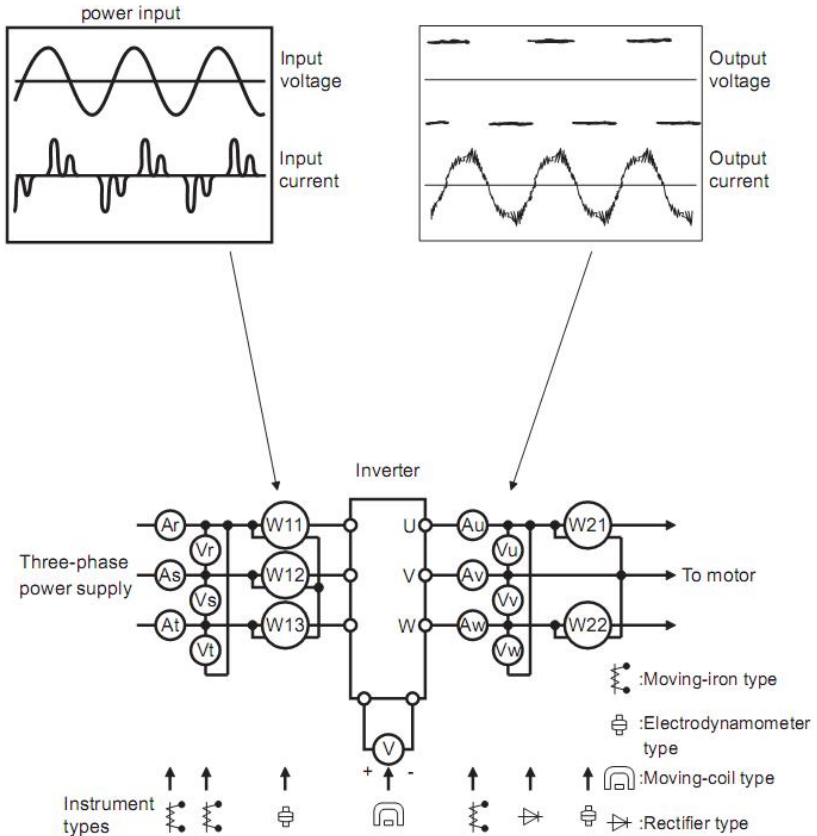 power input
Input
voltage
Input
current
Output
voltage
Output
current
Inverter
Three-phase
power supply
Ar
As
At
Vr
Vs
Vt
W11
W12
W13
U
V
W
Au
Av
Aw
Vu
Vv
Vw
W21
W22
To motor
V
+ -
:Moving-iron type
:Electrodynamometer
type
:Moving-coil type
:Rectifier type
Instrument
types